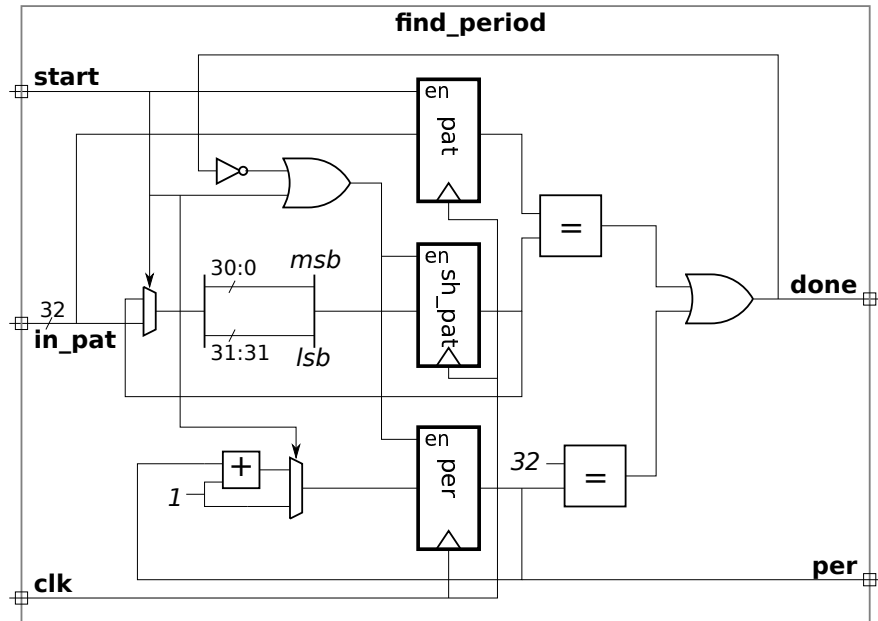 find_period
start
en
pat
=
30:0
msb
en
sh_pat
done
32
in_pat
31:31
lsb
en
per
+
1
32
=
per
clk